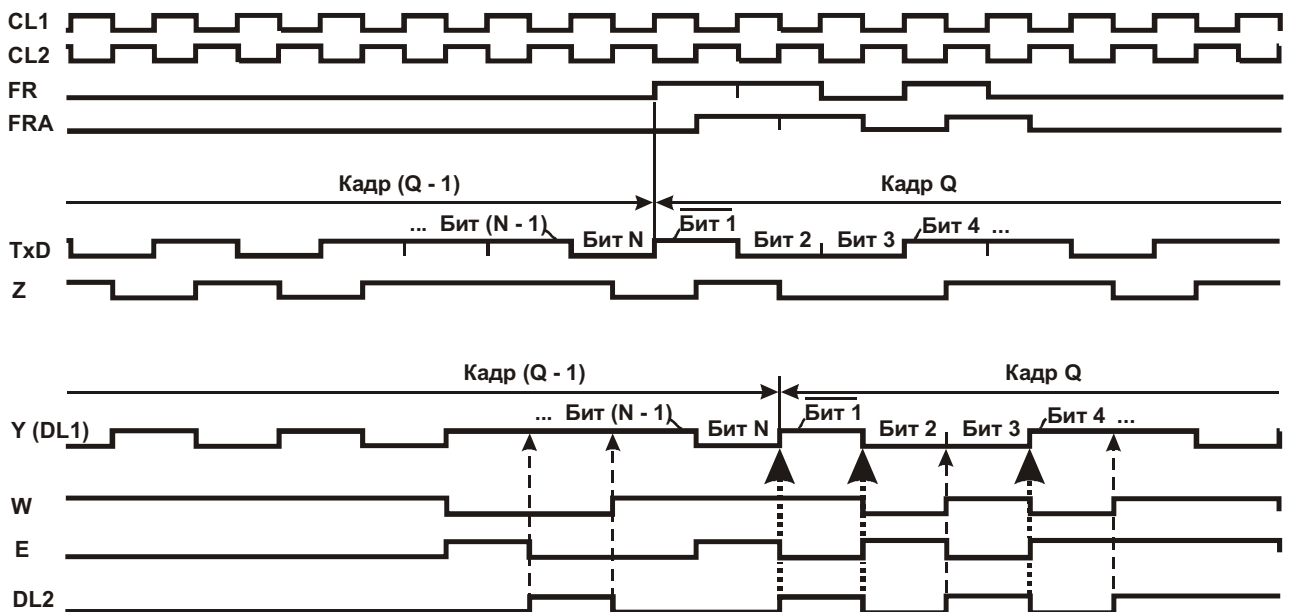 CL1
CL2
FR
FRA
Кадр (Q - 1)
Кадр Q
TxD
... Бит (N - 1)
Бит N
Бит 1
Бит 2
Бит 3
Бит 4 ...
Z
Кадр (Q - 1)
Кадр Q
Y (DL1)
... Бит (N - 1)
Бит N
Бит 1
Бит 2
Бит 3
Бит 4 ...
W
E
DL2